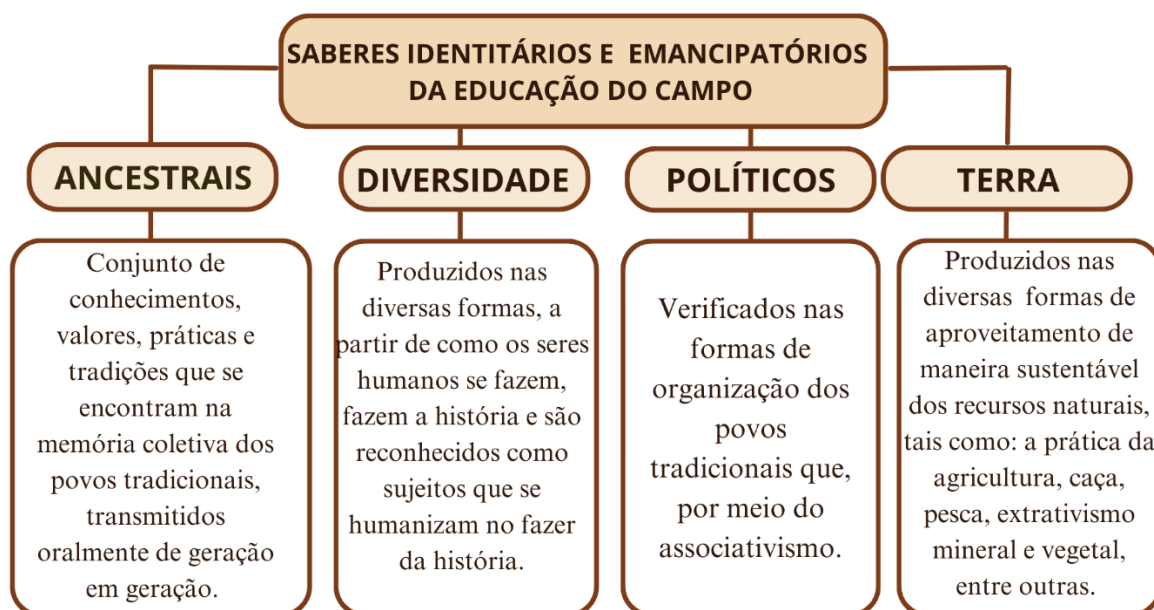 SABERES IDENTITÁRIOS E EMANCIPATÓRIOS
DA EDUCAÇÃO DO CAMPO
ANCESTRAIS
Conjunto de
conhecimentos,
valores, práticas e
tradições que se
encontram na
memória coletiva dos
povos tradicionais,
transmitidos
oralmente de geração
em geração.
DIVERSIDADE
Produzidos nas
diversas formas, a
partir de como os seres
humanos se fazem,
fazem a história e são
reconhecidos como
sujeitos que se
humanizam no fazer
da história.
POLÍTICOS
Verificados nas
formas de
organização dos
povos
tradicionais que,
por meio do
associativismo.
TERRA
Produzidos nas
diversas formas de
aproveitamento de
maneira sustentável
dos recursos naturais,
tais como: a prática da
agricultura, caça,
pesca, extrativismo
mineral e vegetal,
entre outras.